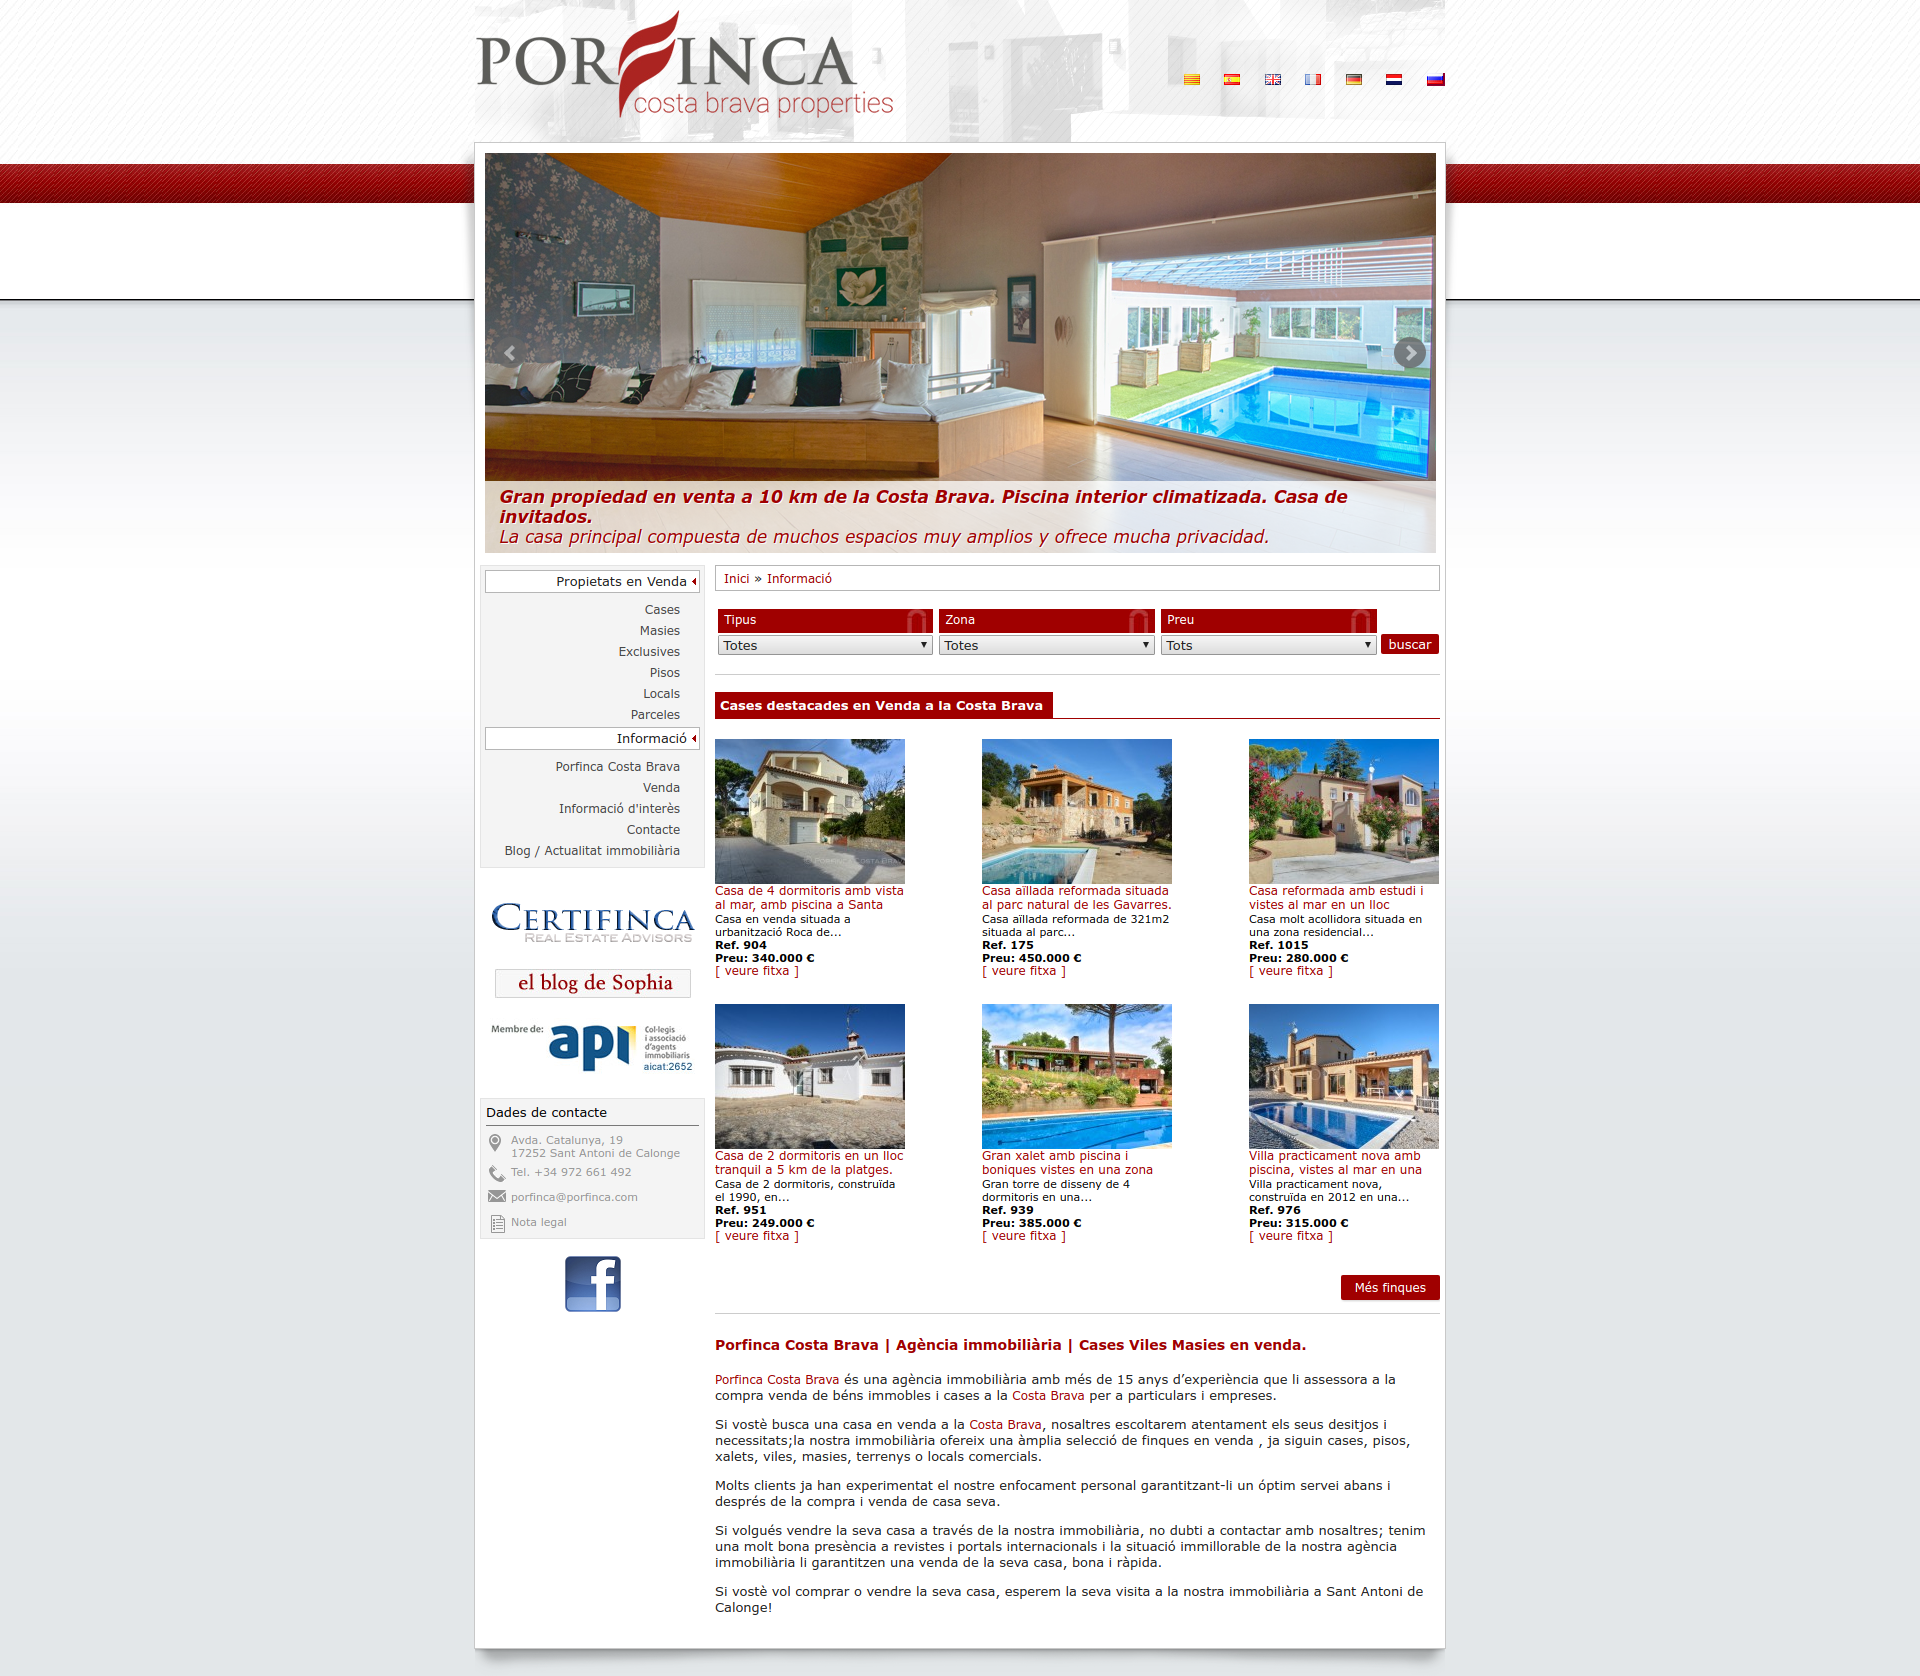 PORFINCA
costa brava properties
Gran propiedad en venta a 10 km de la Costa Brava. Piscina interior climatizada. Casa de
invitados.
La casa principal compuesta de muchos espacios muy amplios y ofrece mucha privacidad.
Propietats en Venda
Cases
Masies
Exclusives
Pisos
Locals
Parceles
Informació
Porfinca Costa Brava
Venda
Informació d'interès
Contacte
Blog / Actualitat immobiliària
CERTIFINCA
REAL ESTATE ADVISORS
el blog de Sophia
Membre de:
api
Col·legis
i associació
d'agents
immobiliaris
aicat:2652
Dades de contacte
Avda. Catalunya, 19
17252 Sant Antoni de Calonge
Tel. +34 972 661 492
porfinca@porfinca.com
Nota legal
Inici » Informació
Tipus Zona Preu
Totes Totes Tots buscar
Cases destacades en Venda a la Costa Brava
Casa de 4 dormitoris amb vista
al mar, amb piscina a Santa
Casa en venda situada a
urbanització Roca de...
Ref. 904
Preu: 340.000 €
[ veure fitxa ]
Casa aïllada reformada situada
al parc natural de les Gavarres.
Casa aïllada reformada de 321m2
situada al parc...
Ref. 175
Preu: 450.000 €
[ veure fitxa ]
Casa reformada amb estudi i
vistes al mar en un lloc
Casa molt acollidora situada en
una zona residencial...
Ref. 1015
Preu: 280.000 €
[ veure fitxa ]
Casa de 2 dormitoris en un lloc
tranquil a 5 km de la platges.
Casa de 2 dormitoris, construïda
el 1990, en...
Ref. 951
Preu: 249.000 €
[ veure fitxa ]
Gran xalet amb piscina i
boniques vistes en una zona
Gran torre de disseny de 4
dormitoris en una...
Ref. 939
Preu: 385.000 €
[ veure fitxa ]
Villa practicament nova amb
piscina, vistes al mar en una
Villa practicament nova,
construïda en 2012 en una...
Ref. 976
Preu: 315.000 €
[ veure fitxa ]
Més finques
Porfinca Costa Brava | Agència immobiliària | Cases Viles Masies en venda.
Porfinca Costa Brava és una agència immobiliària amb més de 15 anys d’experiència que li assessora a la
compra venda de béns immobles i cases a la Costa Brava per a particulars i empreses.
Si vostè busca una casa en venda a la Costa Brava, nosaltres escoltarem atentament els seus desitjos i
necessitats;la nostra immobiliària ofereix una àmplia selecció de finques en venda , ja siguin cases, pisos,
xalets, viles, masies, terrenys o locals comercials.
Molts clients ja han experimentat el nostre enfocament personal garantitzant-li un óptim servei abans i
després de la compra i venda de casa seva.
Si volgués vendre la seva casa a través de la nostra immobiliària, no dubti a contactar amb nosaltres; tenim
una molt bona presència a revistes i portals internacionals i la situació immillorable de la nostra agència
immobiliària li garantitzen una venda de la seva casa, bona i ràpida.
Si vostè vol comprar o vendre la seva casa, esperem la seva visita a la nostra immobiliària a Sant Antoni de
Calonge!